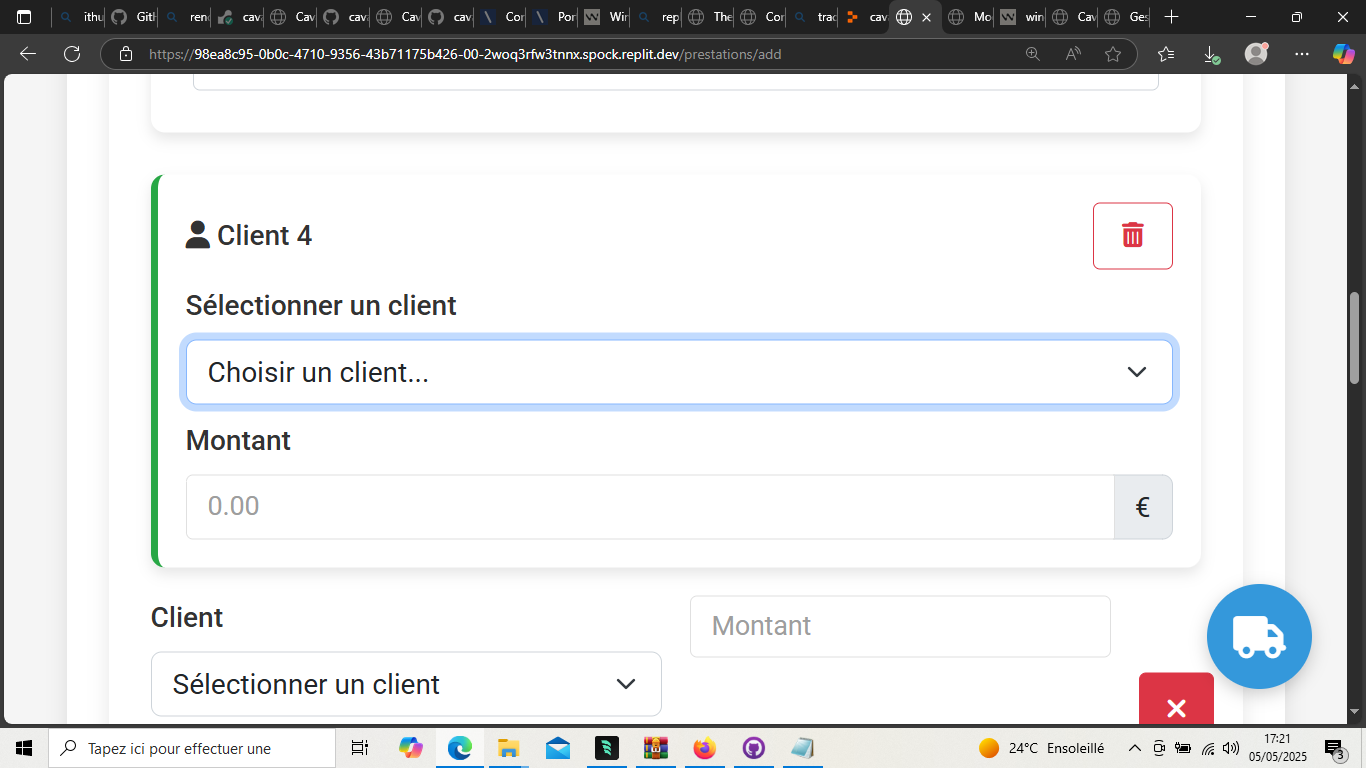 ithu
Gitl
ren
cav
Cav
cav
Cav
cav
Cor
Por
Wir
rep
The
Cor
trac
cav
Mo
win
Cav
Ges
https://98ea8c95-0b0c-4710-9356-43b71175b426-00-2woq3rfw3tnnx.spock.replit.dev/prestations/add
Client 4
Sélectionner un client
Choisir un client...
Montant
0.00
€
Client
Montant
Sélectionner un client
Tapez ici pour effectuer une
24°C Ensoleillé
17:21
05/05/2025
3